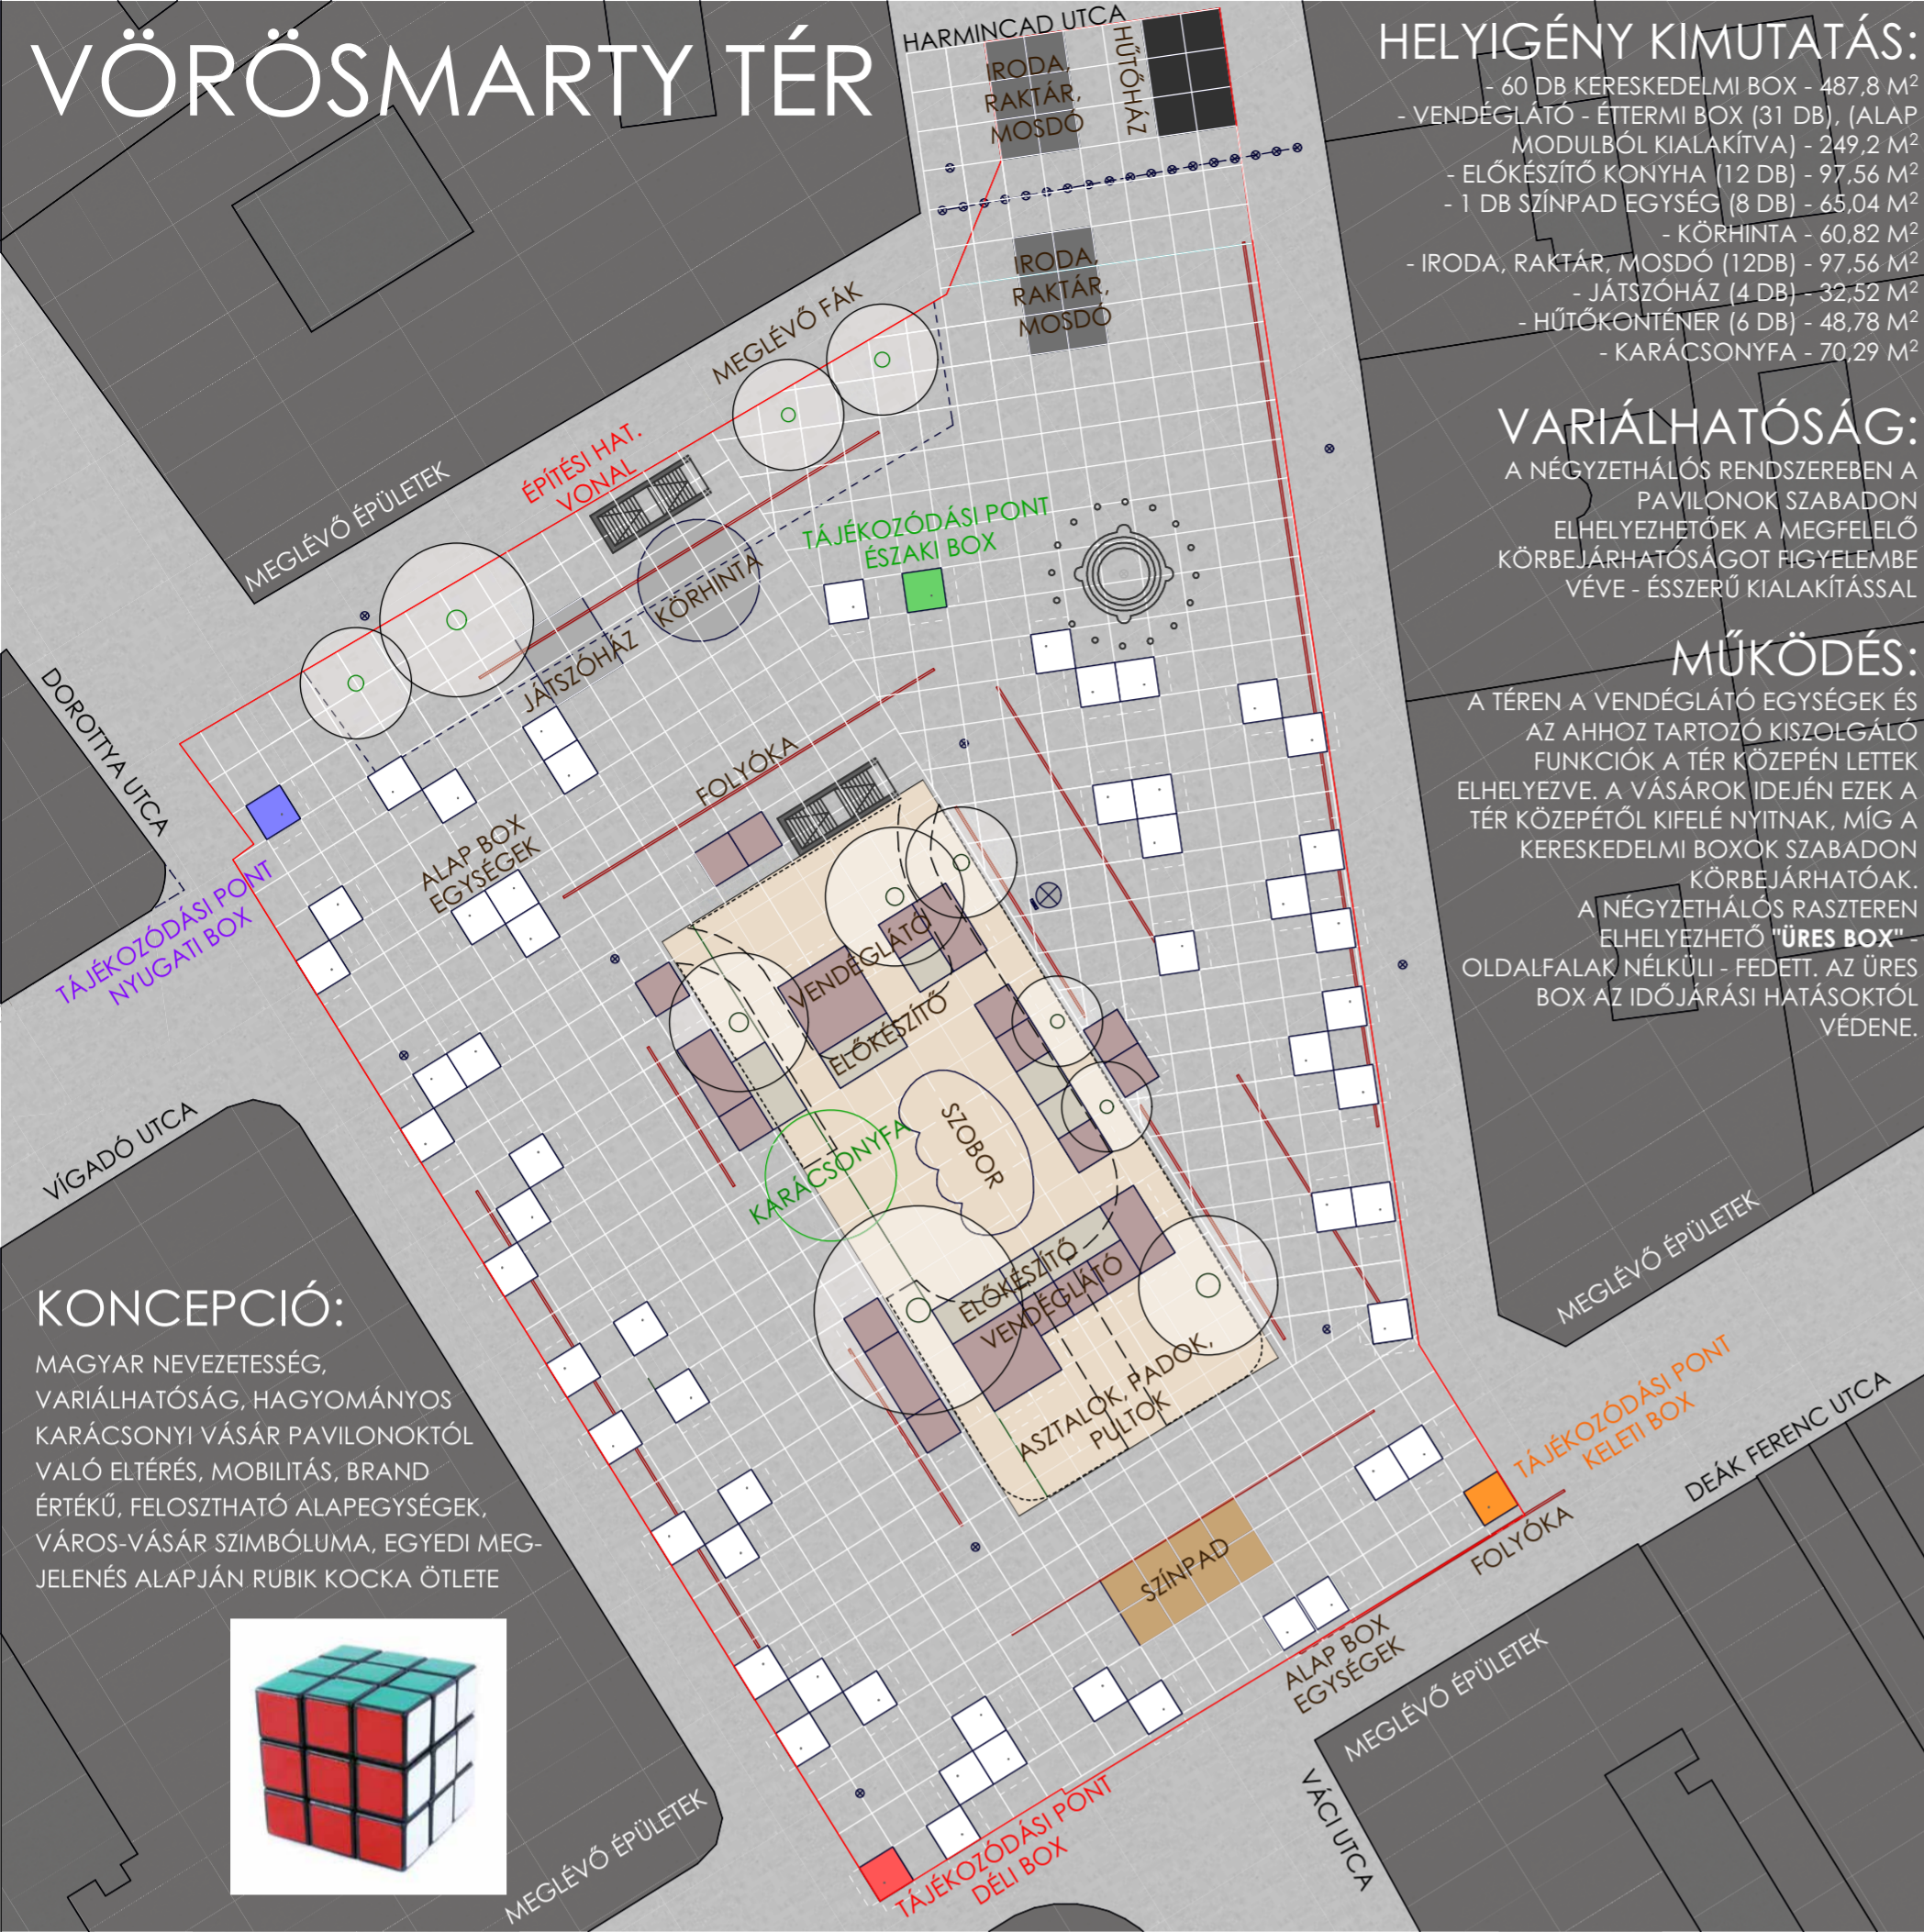 VÖRÖSMARTY TÉR
HARMINCAD UTCA
IRODA,
RAKTÁR,
MOSDÓ
HŰTŐHÁZ
IRODA,
RAKTÁR,
MOSDÓ
HELYIGÉNY KIMUTATÁS:
- 60 DB KERESKEDELMI BOX - 487,8 M²
- VENDÉGLÁTÓ - ÉTTERMI BOX (31 DB), (ALAP
MODULBÓL KIALAKÍTVA) - 249,2 M²
- ELŐKÉSZÍTŐ KONYHA (12 DB) - 97,56 M²
- 1 DB SZÍNPAD EGYSÉG (8 DB) - 65,04 M²
- KÖRHINTA - 60,82 M²
- IRODA, RAKTÁR, MOSDÓ (12DB) - 97,56 M²
- JÁTSZÓHÁZ (4 DB) - 32,52 M²
- HŰTŐKONTÉNER (6 DB) - 48,78 M²
- KARÁCSONYFA - 70,29 M²
VARIÁLHATÓSÁG:
A NÉGYZETHÁLÓS RENDSZEREBEN A
PAVILONOK SZABADON
ELHELYEZHETŐEK A MEGFELELŐ
KÖRBEJÁRHATÓSÁGOT FIGYELEMBE
VÉVE - ÉSSZERŰ KIALAKÍTÁSSAL
MŰKÖDÉS:
A TÉREN A VENDÉGLÁTÓ EGYSÉGEK ÉS
AZ AHHOZ TARTOZÓ KISZOLGÁLÓ
FUNKCIÓK A TÉR KÖZEPÉN LETTEK
ELHELYEZVE. A VÁSÁROK IDEJÉN EZEK A
TÉR KÖZEPÉTŐL KIFELÉ NYITNAK, MÍG A
KERESKEDELMI BOXOK SZABADON
KÖRBEJÁRHATÓAK.
A NÉGYZETHÁLÓS RASZTEREN
ELHELYEZHETŐ "ÜRES BOX" -
OLDALFALAK NÉLKÜLI - FEDETT. AZ ÜRES
BOX AZ IDŐJÁRÁSI HATÁSOKTÓL
VÉDENE.
MEGLÉVŐ FÁK
ÉPÍTÉSI HAT.
VONAL
MEGLÉVŐ ÉPÜLETEK
TÁJÉKOZÓDÁSI PONT
ÉSZAKI BOX
KÖRHINTA
JÁTSZÓHÁZ
DOROTTYA UTCA
FOLYÓKA
ALAP BOX
EGYSÉGEK
TÁJÉKOZÓDÁSI PONT
NYUGATI BOX
VENDÉGLÁTÓ
ELŐKÉSZÍTŐ
SZOBOR
KARÁCSONYFA
VÍGADÓ UTCA
ELŐKÉSZÍTŐ
VENDÉGLÁTÓ
ASZTALOK, PADOK,
PULTOK
MEGLÉVŐ ÉPÜLETEK
KONCEPCIÓ:
MAGYAR NEVEZETESSÉG,
VARIÁLHATÓSÁG, HAGYOMÁNYOS
KARÁCSONYI VÁSÁR PAVILONOKTÓL
VALÓ ELTÉRÉS, MOBILITÁS, BRAND
ÉRTÉKŰ, FELOSZTHATÓ ALAPEGYSÉGEK,
VÁROS-VÁSÁR SZIMBÓLUMA, EGYEDI MEG-
JELENÉS ALAPJÁN RUBIK KOCKA ÖTLETE
TÁJÉKOZÓDÁSI PONT
KELETI BOX
DEÁK FERENC UTCA
FOLYÓKA
SZÍNPAD
ALAP BOX
EGYSÉGEK
MEGLÉVŐ ÉPÜLETEK
VÁCI UTCA
TÁJÉKOZÓDÁSI PONT
DÉLI BOX
MEGLÉVŐ ÉPÜLETEK